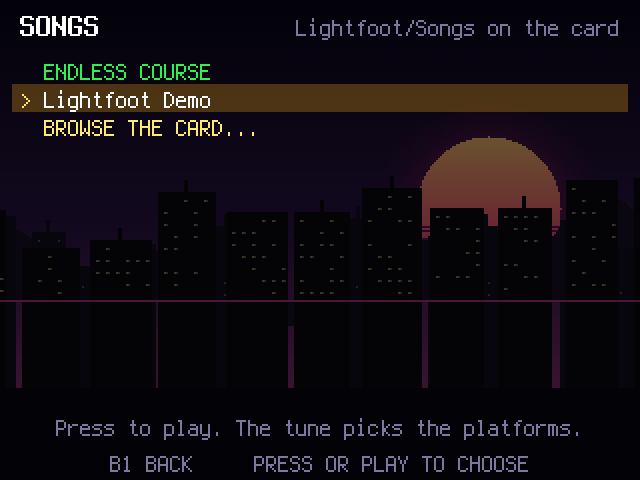 SONGS
Lightfoot/Songs on the card
ENDLESS COURSE
> Lightfoot Demo
BROWSE THE CARD...
Press to play. The tune picks the platforms.
B1 BACK PRESS OR PLAY TO CHOOSE